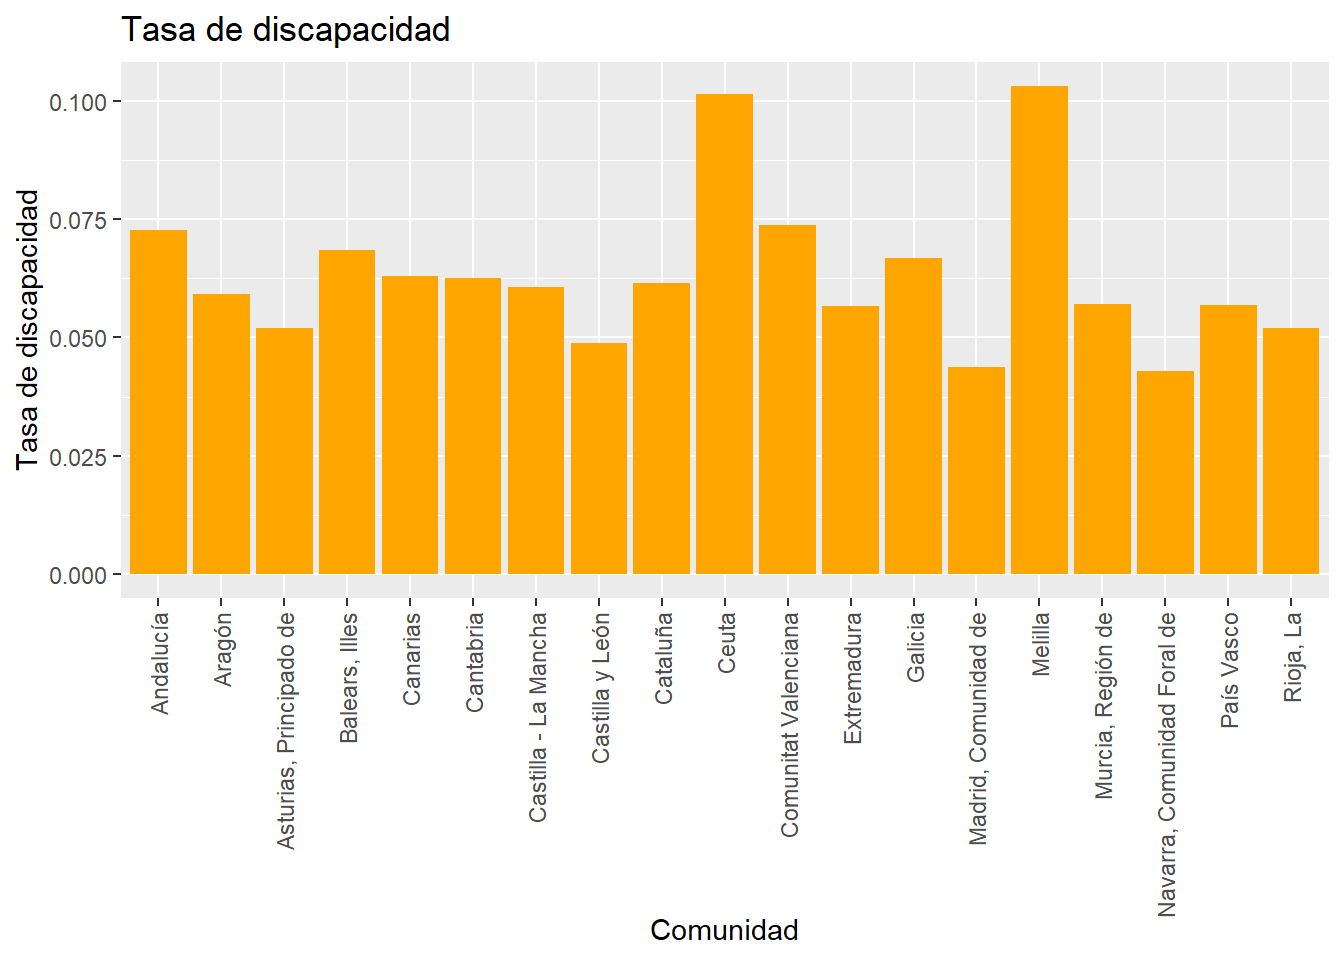 Tasa de discapacidad
Tasa de discapacidad
0.100
0.075
0.050
0.025
0.000
Andalucía
Aragón
Asturias, Principado de
Balears, Illes
Canarias
Cantabria
Castilla - La Mancha
Castilla y León
Cataluña
Ceuta
Comunitat Valenciana
Extremadura
Galicia
Madrid, Comunidad de
Melilla
Murcia, Región de
Navarra, Comunidad Foral de
País Vasco
Rioja, La
Comunidad